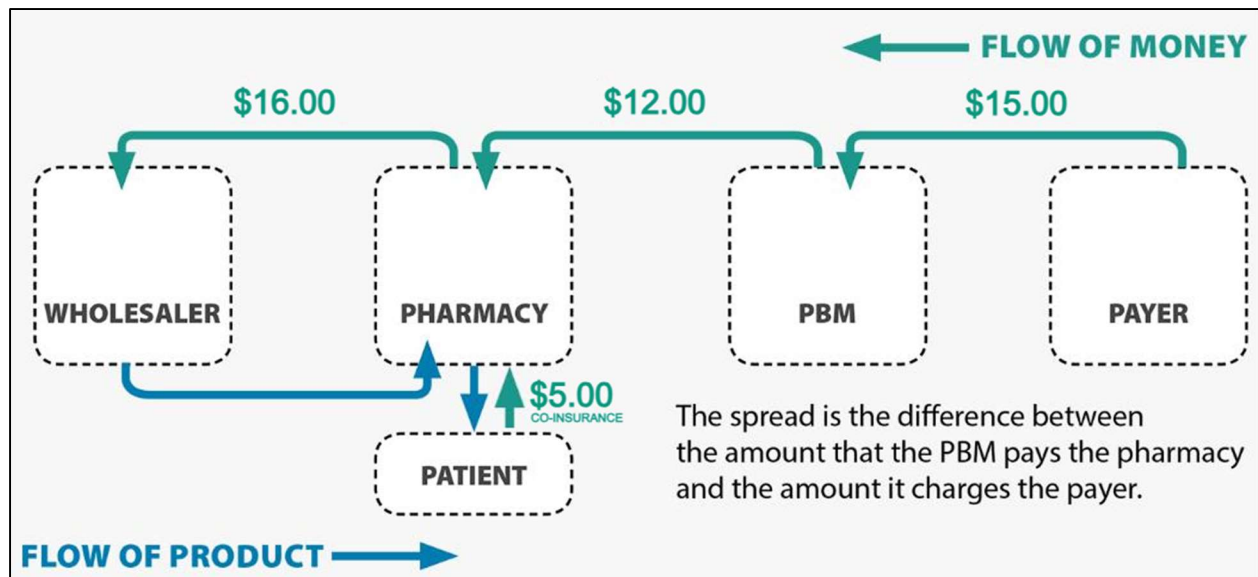 FLOW OF MONEY
$16.00
$12.00
$15.00
WHOLESALER
PHARMACY
PBM
PAYER
$5.00
CO-INSURANCE
PATIENT
The spread is the difference between
the amount that the PBM pays the pharmacy
and the amount it charges the payer.
FLOW OF PRODUCT